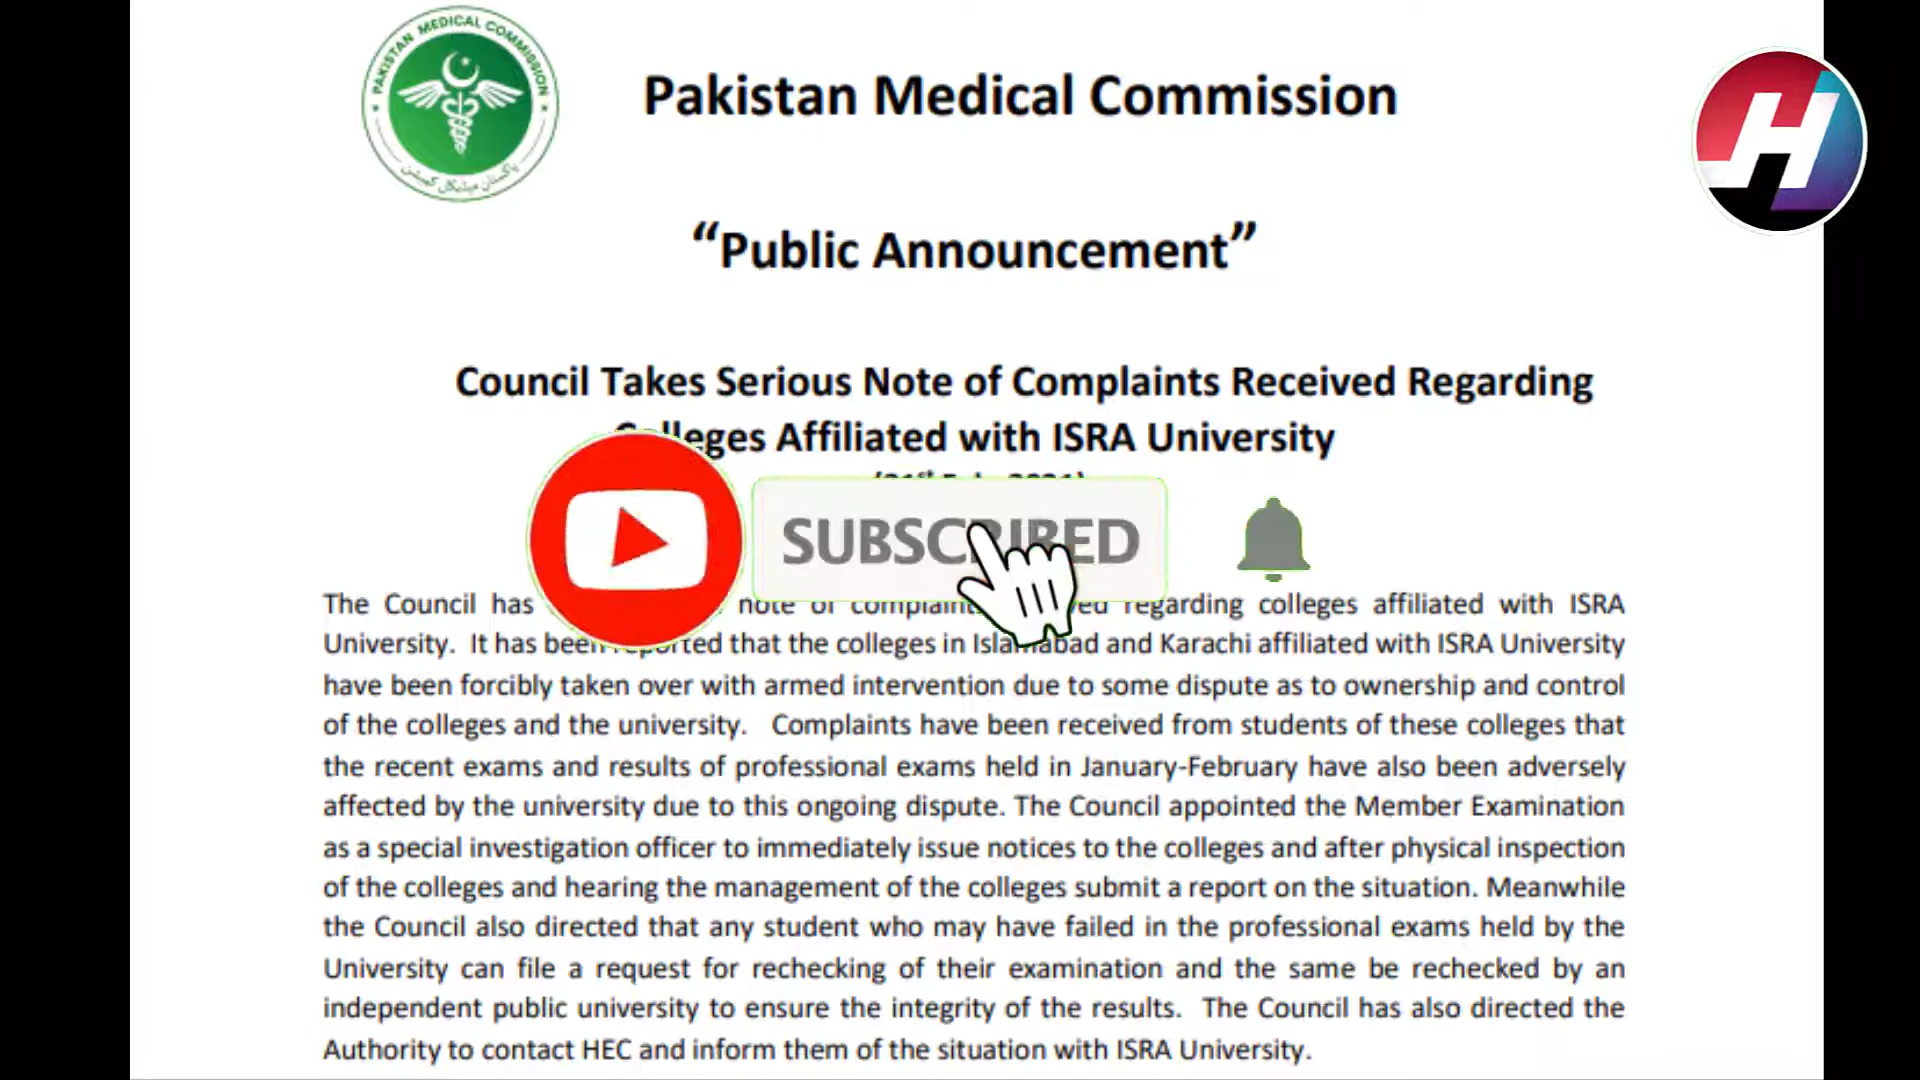 PAKISTAN MEDICAL COMMISSION
پاکستان میڈیکل کمیشن
Pakistan Medical Commission
H
“Public Announcement”
Council Takes Serious Note of Complaints Received Regarding
Colleges Affiliated with ISRA University
SUBSCRIBED
The Council has note of regarding colleges affiliated with ISRA
University. It has been reported that the colleges in Islamabad and Karachi affiliated with ISRA University
have been forcibly taken over with armed intervention due to some dispute as to ownership and control
of the colleges and the university. Complaints have been received from students of these colleges that
the recent exams and results of professional exams held in January-February have also been adversely
affected by the university due to this ongoing dispute. The Council appointed the Member Examination
as a special investigation officer to immediately issue notices to the colleges and after physical inspection
of the colleges and hearing the management of the colleges submit a report on the situation. Meanwhile
the Council also directed that any student who may have failed in the professional exams held by the
University can file a request for rechecking of their examination and the same be rechecked by an
independent public university to ensure the integrity of the results. The Council has also directed the
Authority to contact HEC and inform them of the situation with ISRA University.